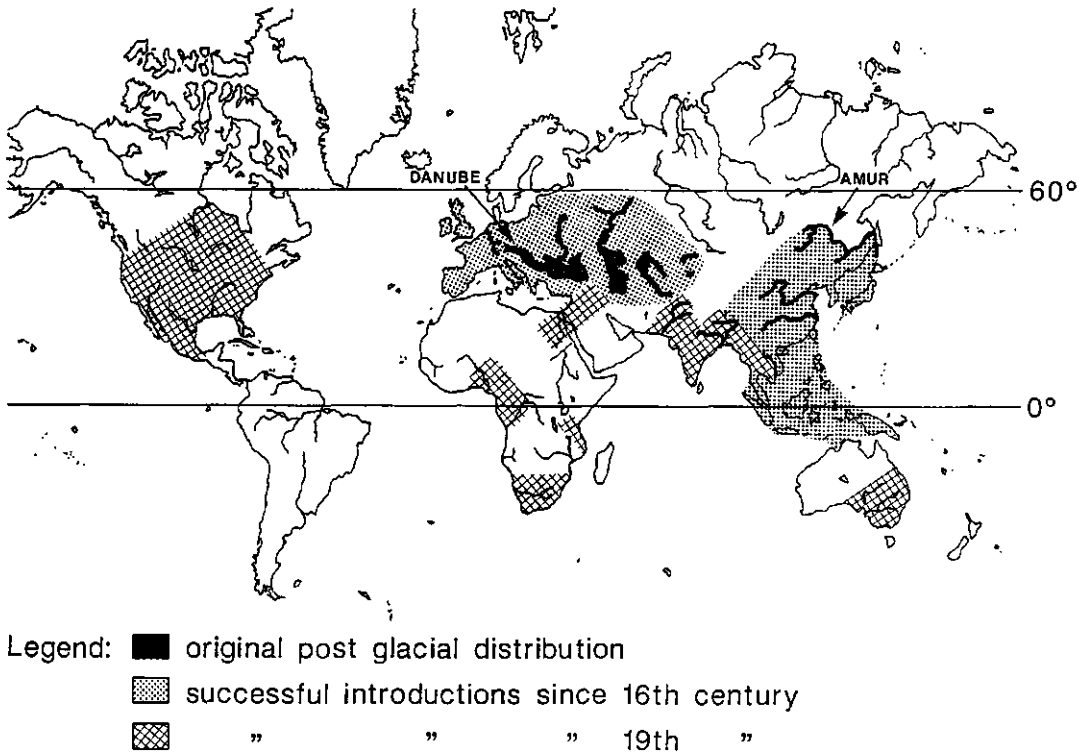 DANUBE
AMUR
60°
0°
Legend: original post glacial distribution
successful introductions since 16th century
" " " 19th "